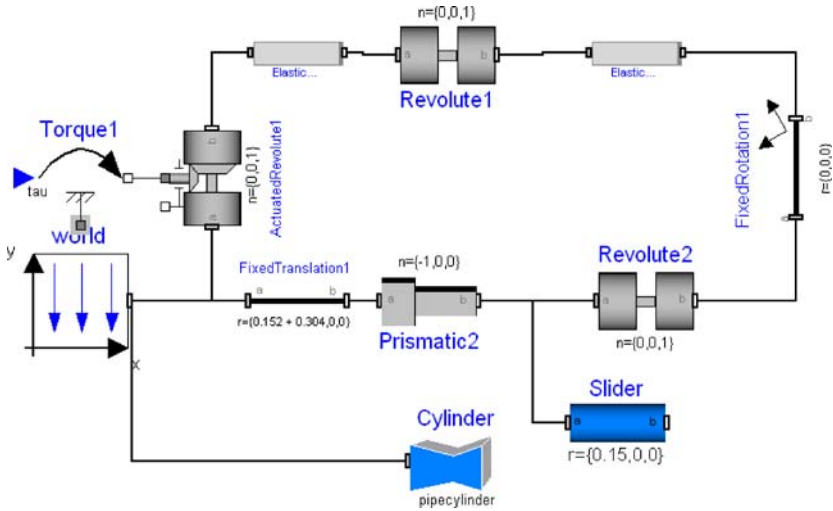 n={0,0,1}
a
b
Elastic...
Elastic...
Revolute1
Torque1
tau
b
a
n={0,0,1}
ActuatedRevolute1
b
a
FixedRotation1
r={0,0,0}
world
y
x
FixedTranslation1
a
b
r={0.152 + 0.304,0,0}
n={-1,0,0}
a
b
Prismatic2
Revolute2
a
b
n={0,0,1}
Slider
a
b
r={0.15,0,0}
Cylinder
pipecylinder